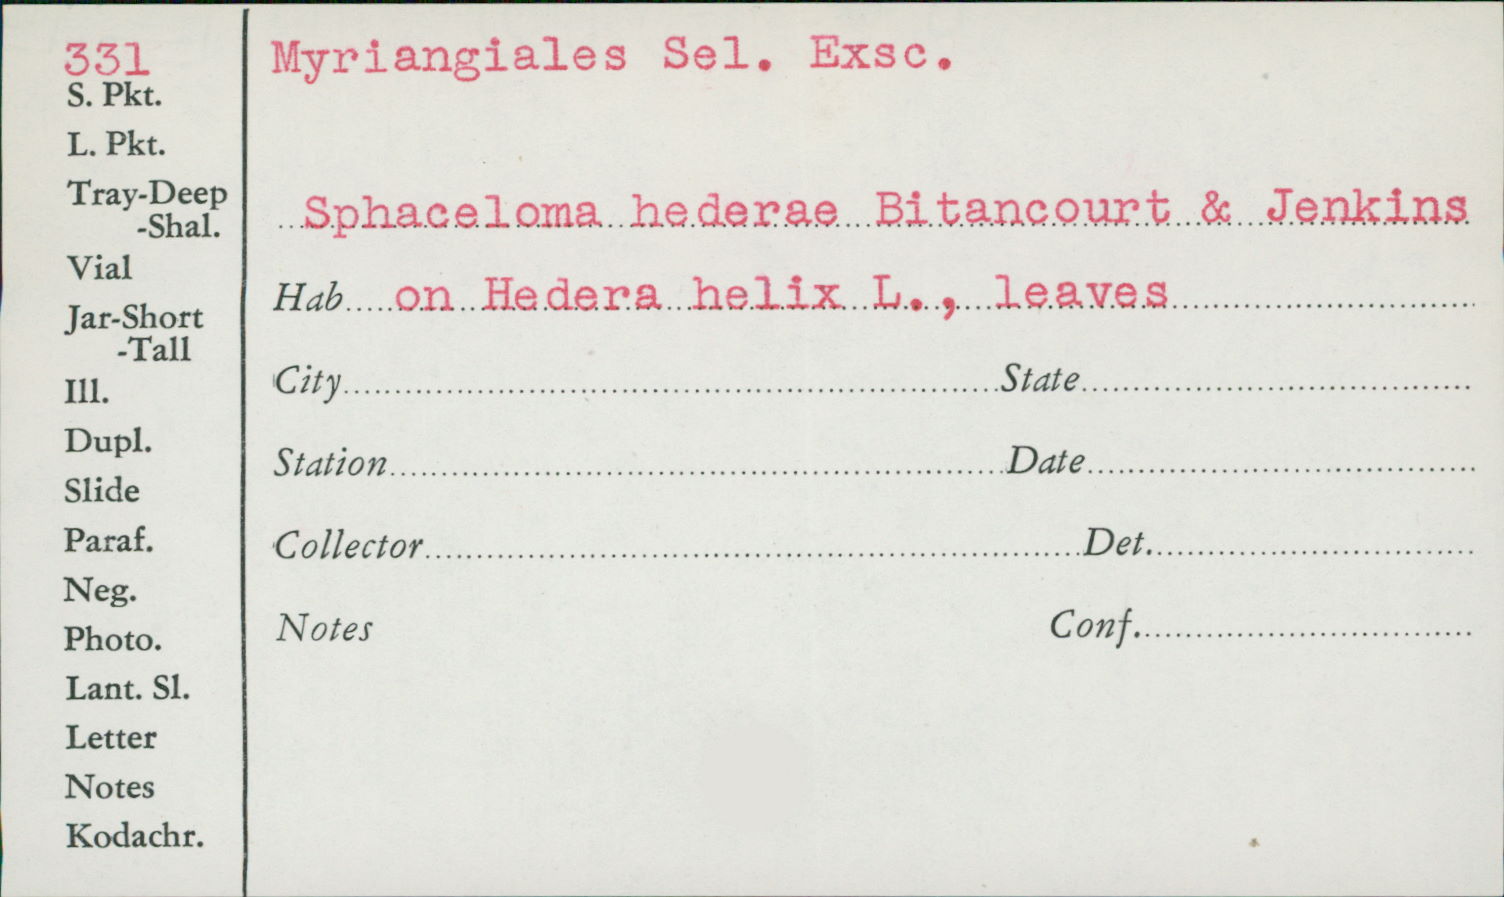 331
S. Pkt.
L. Pkt.
Tray-Deep
-Shal.
Vial
Jar-Short
-Tall
Ill.
Dupl.
Slide
Paraf.
Neg.
Photo.
Lant. Sl.
Letter
Notes
Kodachr.
Myriangiales Sel. Exsc.
Sphaceloma hederae Bitancourt & Jenkins
Hab on Hedera helix L., leaves
City State
Station Date
Collector Det.
Notes Conf.